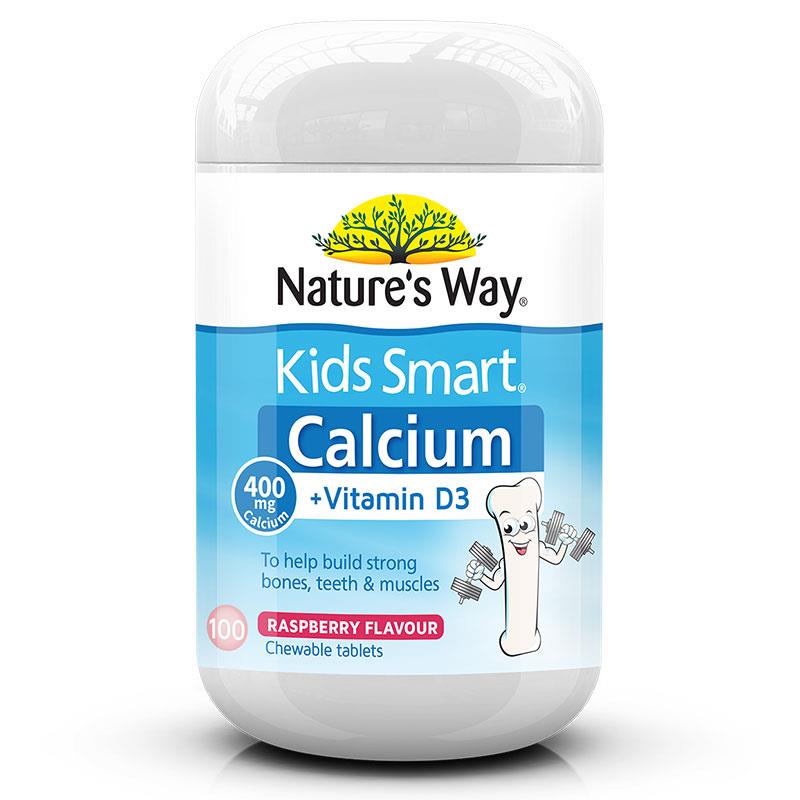 Nature's Way®
Kids Smart®
Calcium
400
mg
Calcium
+Vitamin D3
To help build strong
bones, teeth & muscles
100
RASPBERRY FLAVOUR
Chewable tablets